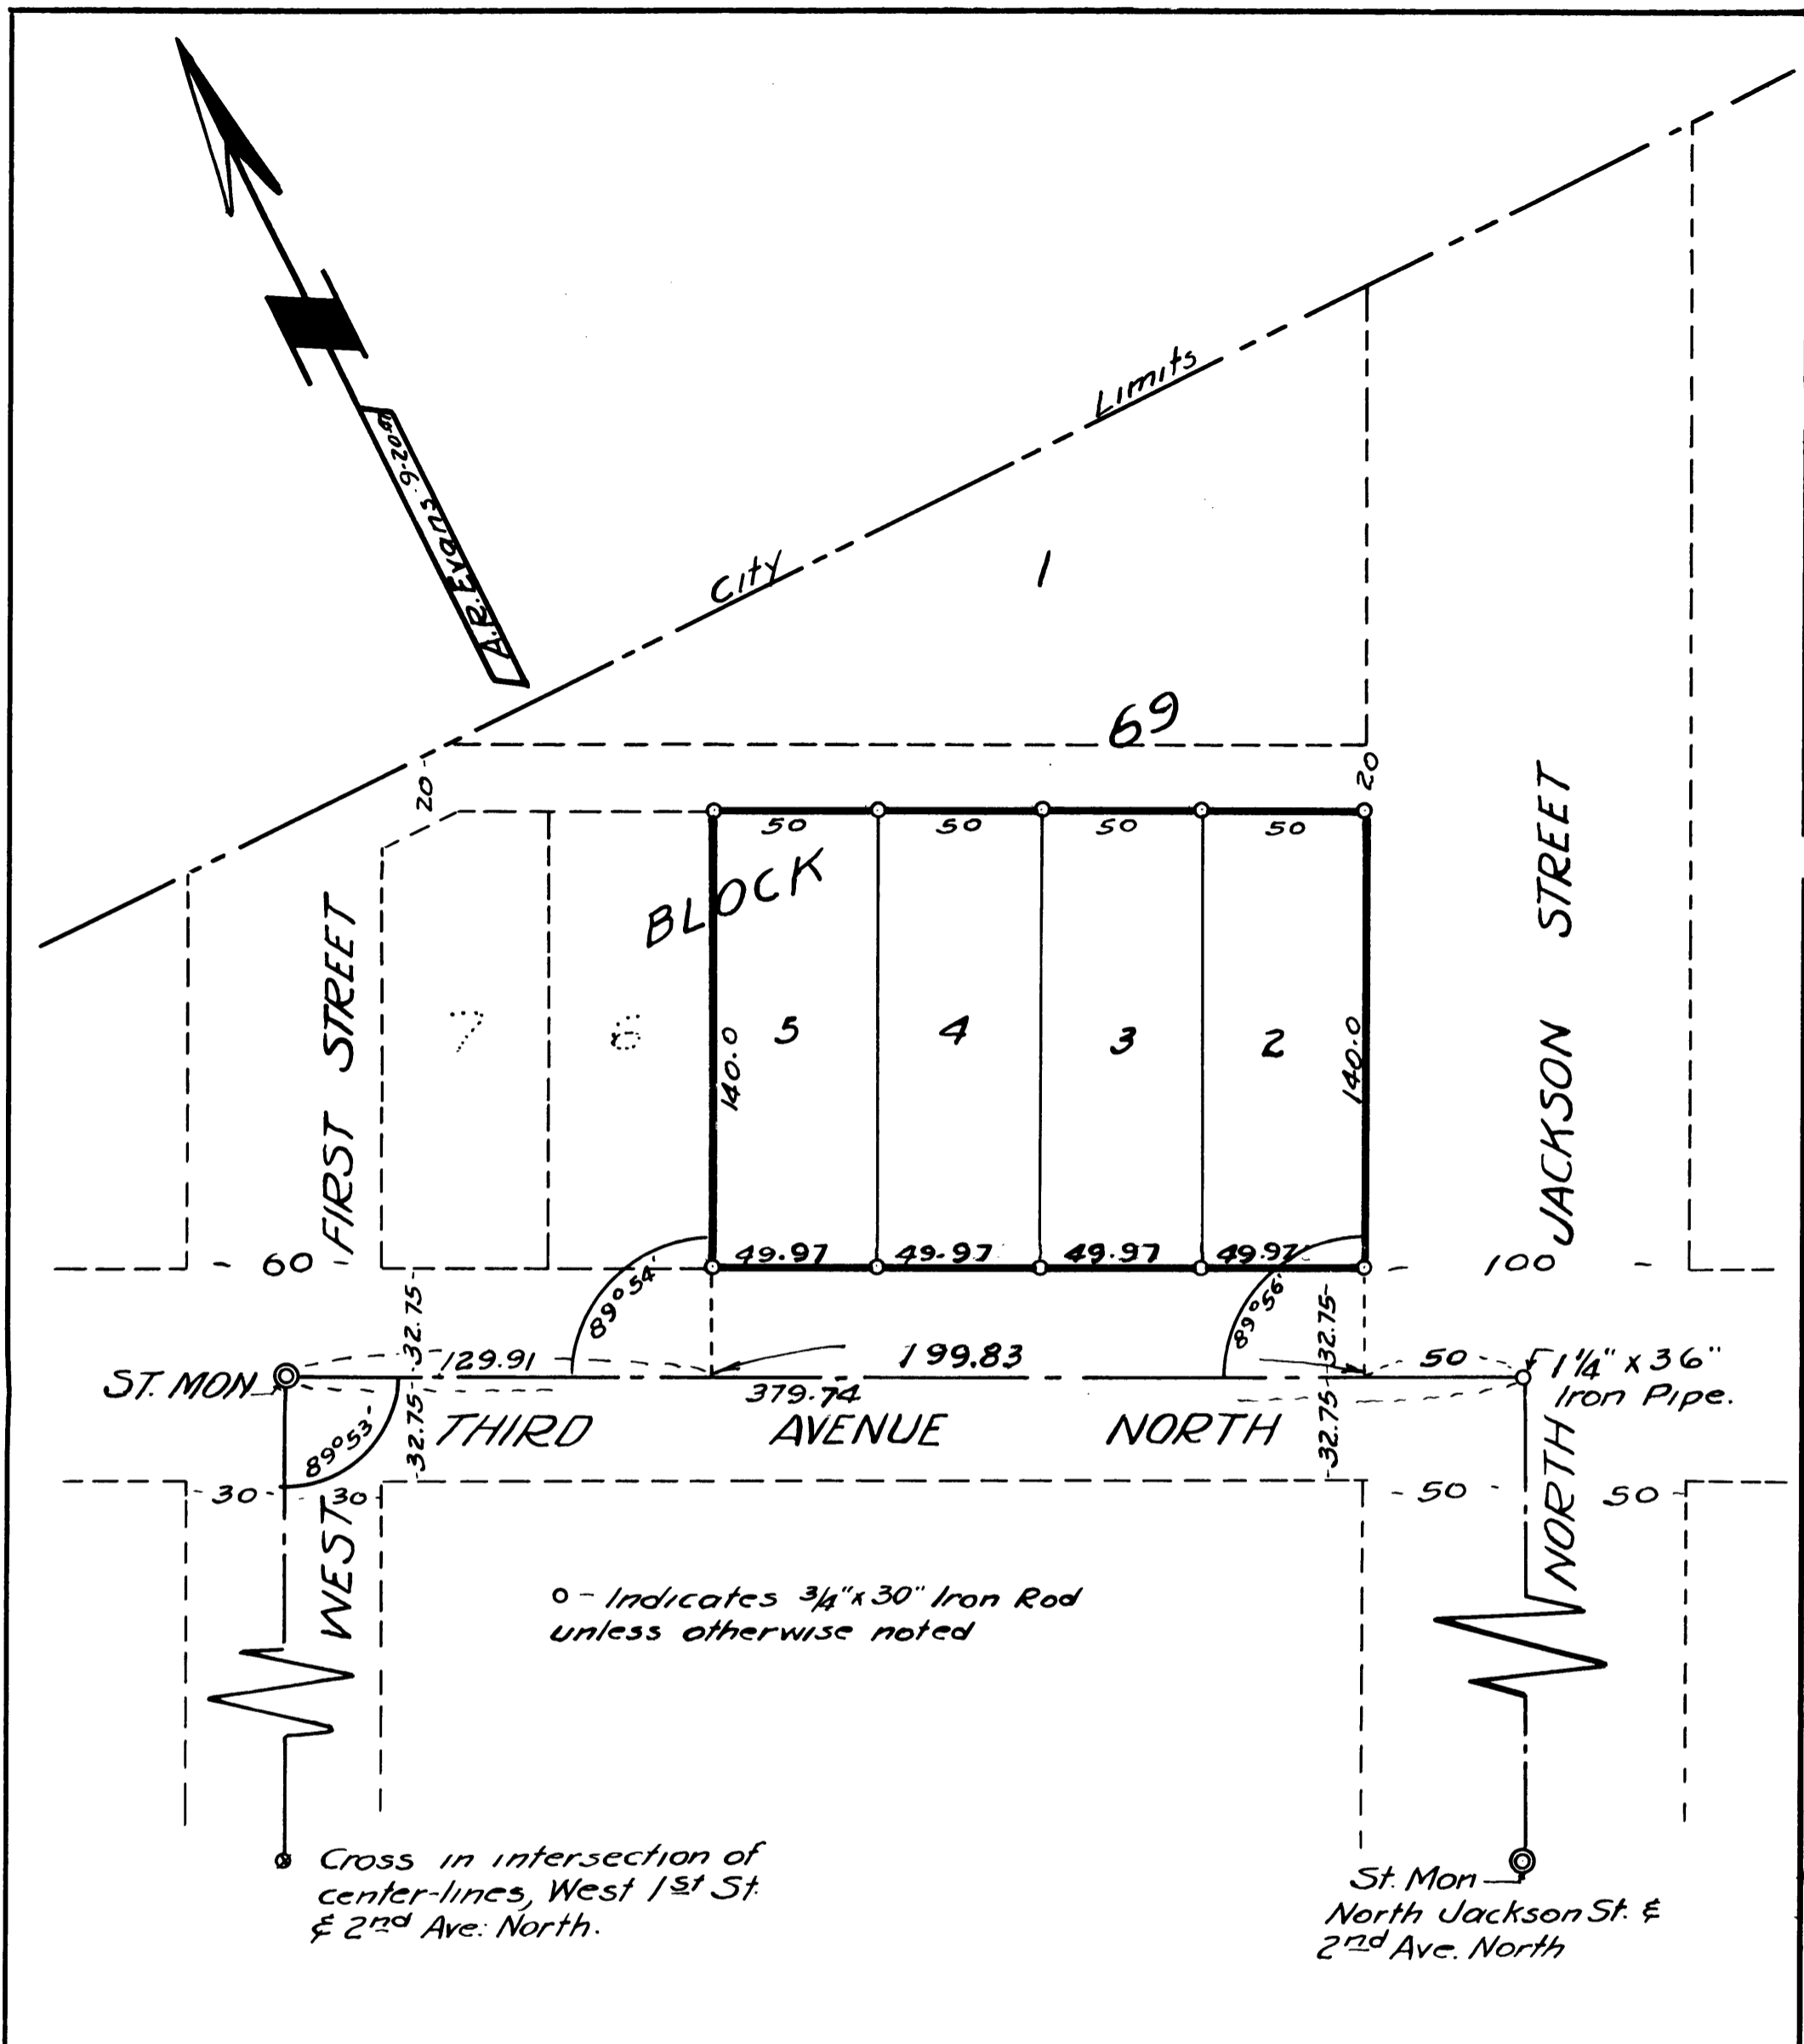 A.R. Evans 9-20-
City Limits
1
69
20
20
50 50 50 50
BLOCK
FIRST STREET
JACKSON STREET
7 6 5 4 3 2
140.0
140.0
49.97 49.97 49.97 49.97
- 60 -
- 100 -
89°54'
89°56'
-32.75-
-32.75-
129.91
199.83
50
1 1/4" x 36"
Iron Pipe.
ST. MON
379.74
THIRD AVENUE NORTH
89°53'
-32.75-
-32.75-
- 30 - - 30 -
- 50 - 50 -
WEST
NORTH
o - Indicates 3/4" x 30" Iron Rod
unless otherwise noted
Cross in intersection of
center-lines, West 1st St.
& 2nd Ave. North.
St. Mon
North Jackson St. &
2nd Ave. North